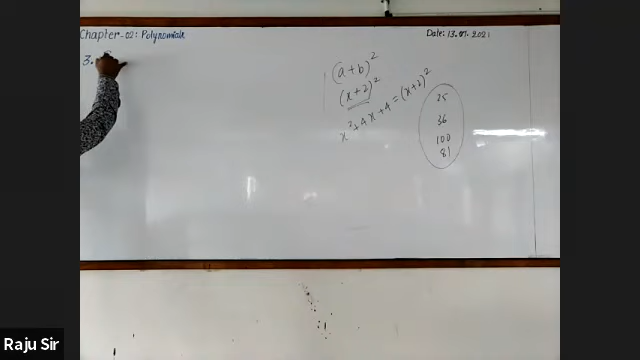 Chapter-02: Polynomials
Date: 13.07.2021
3.
(a+b)²
(x+2)²
x²+4x+4=(x+2)²
25
36
100
81
Raju Sir